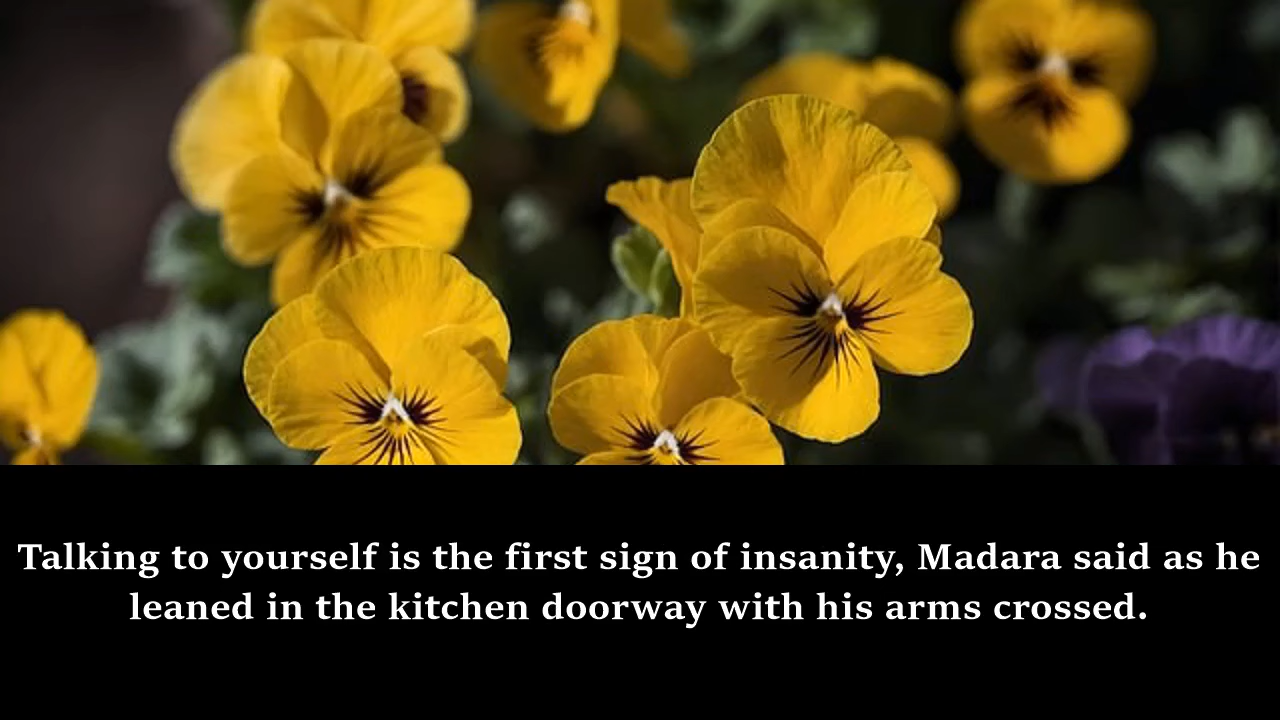 Talking to yourself is the first sign of insanity, Madara said as he
leaned in the kitchen doorway with his arms crossed.